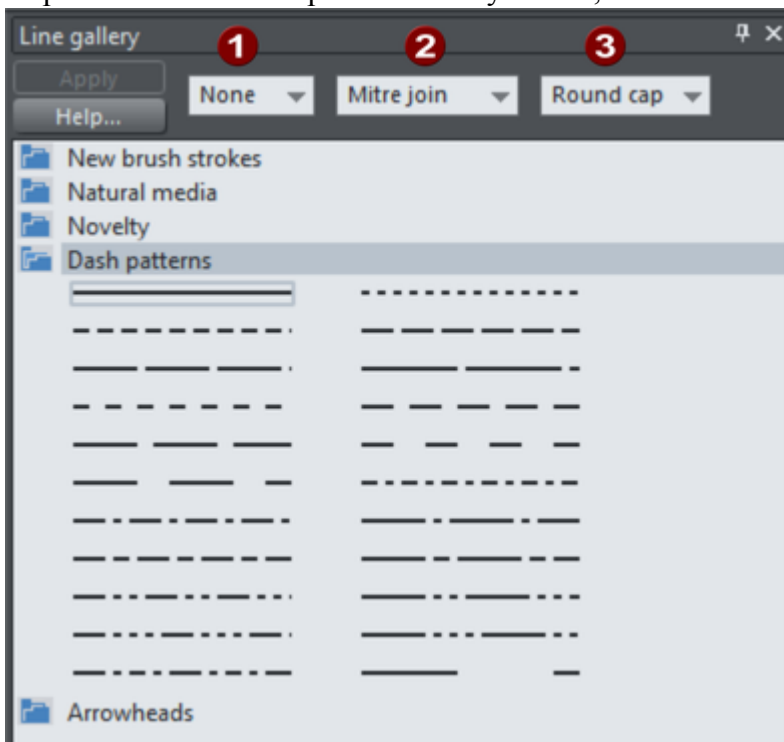 Line gallery
1 2 3
Apply None Mitre join Round cap
Help...
New brush strokes
Natural media
Novelty
Dash patterns
Arrowheads